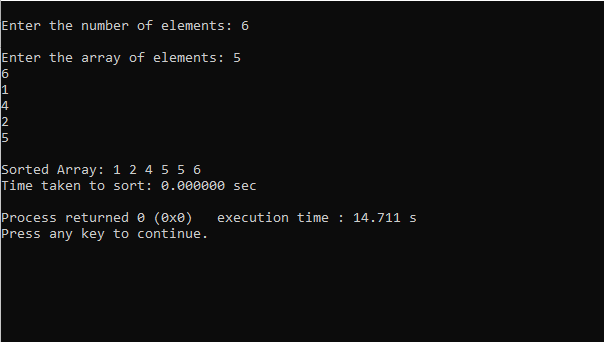 Enter the number of elements: 6
Enter the array of elements: 5
6
1
4
2
5
Sorted Array: 1 2 4 5 5 6
Time taken to sort: 0.000000 sec
Process returned 0 (0x0)   execution time : 14.711 s
Press any key to continue.